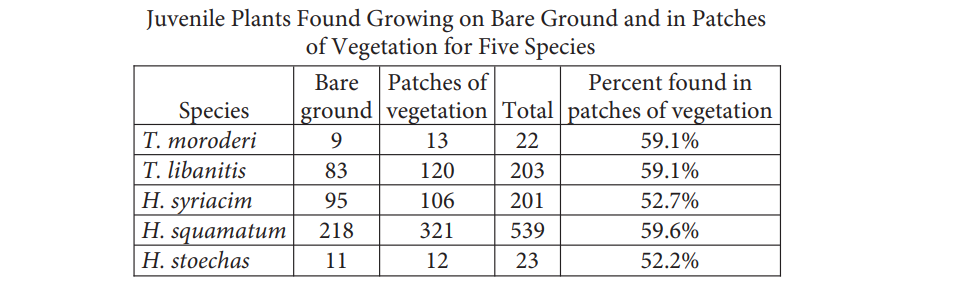 Juvenile Plants Found Growing on Bare Ground and in Patches
of Vegetation for Five Species
Species Bare ground Patches of vegetation Total Percent found in patches of vegetation
T. moroderi 9 13 22 59.1%
T. libanitis 83 120 203 59.1%
H. syriacim 95 106 201 52.7%
H. squamatum 218 321 539 59.6%
H. stoechas 11 12 23 52.2%